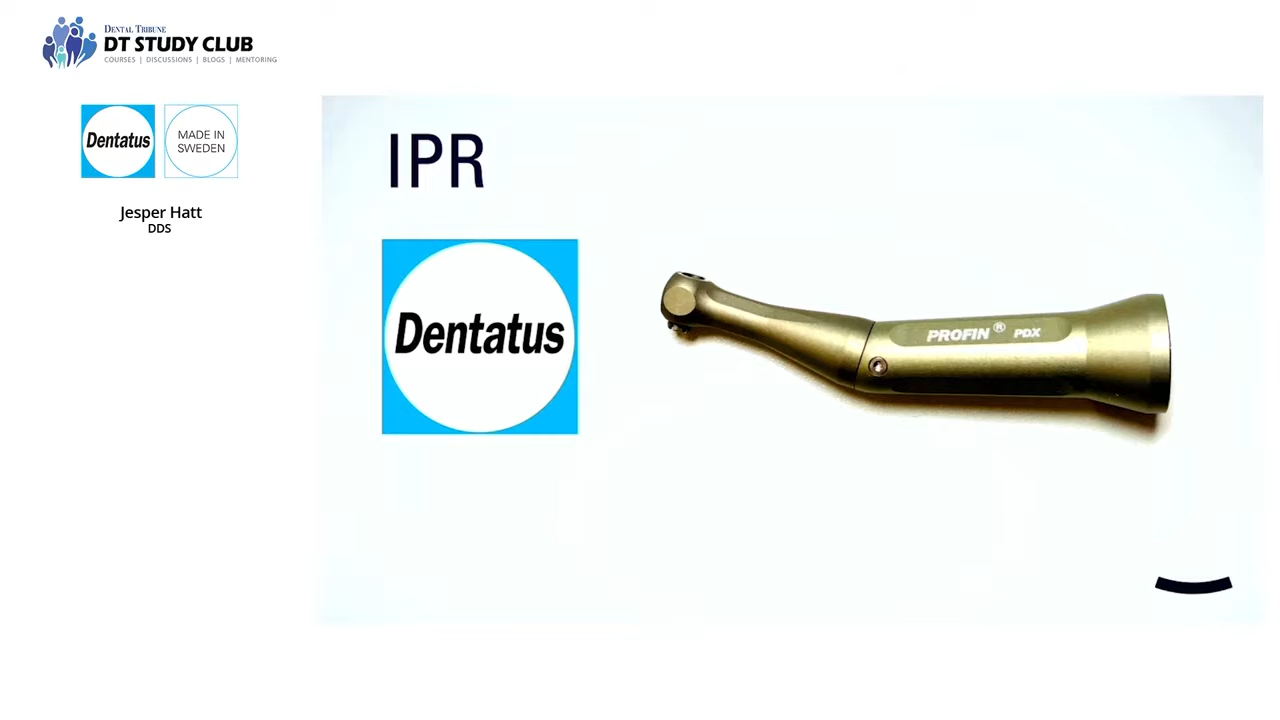 DENTAL TRIBUNE
DT STUDY CLUB
COURSES | DISCUSSIONS | BLOGS | MENTORING
Dentatus
MADE IN
SWEDEN
Jesper Hatt
DDS
IPR
Dentatus
PROFIN® PDX